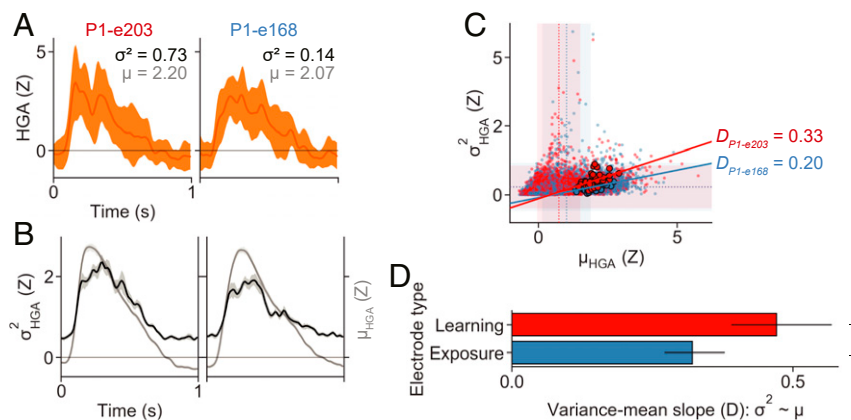 A
P1-e203
P1-e168
σ² = 0.73
μ = 2.20
σ² = 0.14
μ = 2.07
HGA (Z)
5
0
0
1
Time (s)
B
σ²HGA (Z)
2
0
μHGA (Z)
0
1
Time (s)
C
σ²HGA (Z)
5
2
0
0
5
μHGA (Z)
DP1-e203 = 0.33
DP1-e168 = 0.20
D
Electrode type
Learning
Exposure
0.0
0.5
Variance-mean slope (D): σ² ~ μ